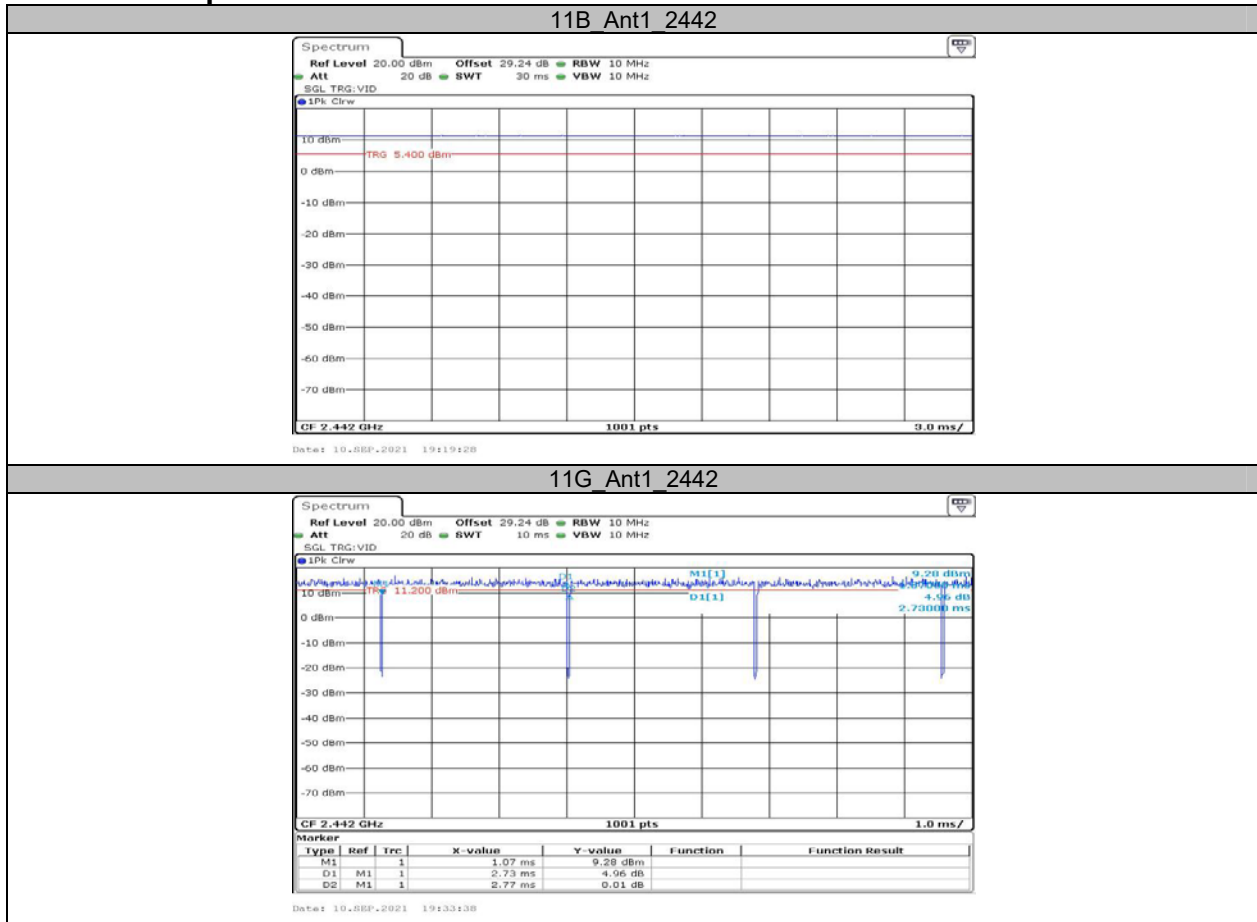 11B_Ant1_2442
Spectrum
Ref Level 20.00 dBm Offset 29.24 dB RBW 10 MHz
Att 20 dB SWT 30 ms VBW 10 MHz
SGL TRG: VID
1Pk Clrw
10 dBm
TRG 5.400 dBm
0 dBm
-10 dBm
-20 dBm
-30 dBm
-40 dBm
-50 dBm
-60 dBm
-70 dBm
CF 2.442 GHz 1001 pts 3.0 ms/
Date: 10.SEP.2021 19:19:28
11G_Ant1_2442
Spectrum
Ref Level 20.00 dBm Offset 29.24 dB RBW 10 MHz
Att 20 dB SWT 10 ms VBW 10 MHz
SGL TRG: VID
1Pk Clrw
M1[1] 9.28 dBm
10 dBm
TRG 11.200 dBm
D1[1] 4.96 dB
2.73000 ms
0 dBm
-10 dBm
-20 dBm
-30 dBm
-40 dBm
-50 dBm
-60 dBm
-70 dBm
CF 2.442 GHz 1001 pts 1.0 ms/
Marker
Type Ref Trc X-value Y-value Function Function Result
M1 1 1.07 ms 9.28 dBm
D1 M1 1 2.73 ms 4.96 dB
D2 M1 1 2.77 ms 0.01 dB
Date: 10.SEP.2021 19:33:38